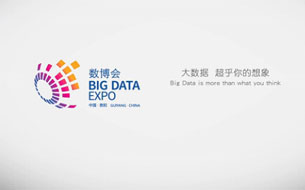 数博会
BIG DATA
EXPO
中国·贵阳 GUIYANG·CHINA
大数据 超乎你的想象
Big Data is more than what you think